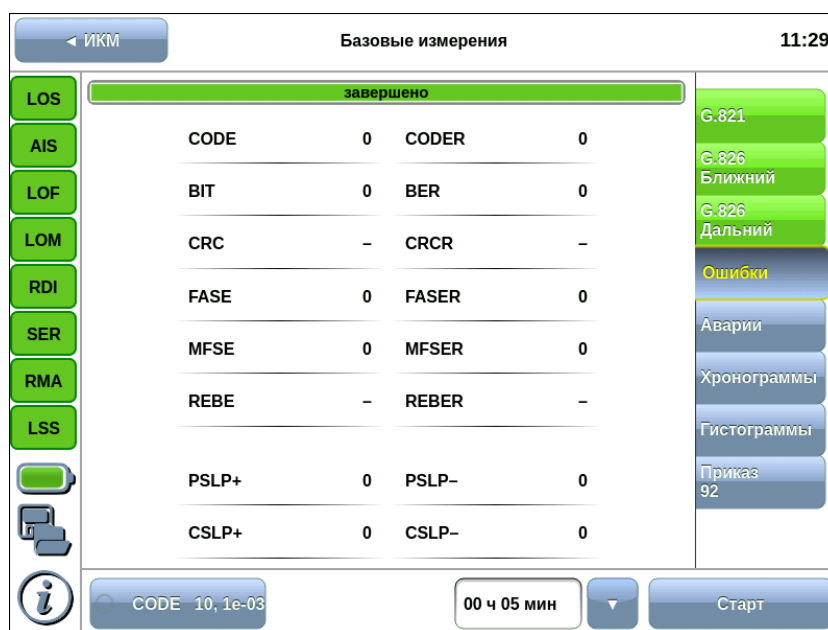 ◄ ИКМ Базовые измерения 11:29
завершено
LOS
AIS
LOF
LOM
RDI
SER
RMA
LSS
CODE 0 CODER 0
BIT 0 BER 0
CRC – CRCR –
FASE 0 FASER 0
MFSE 0 MFSER 0
REBE – REBER –
PSLP+ 0 PSLP– 0
CSLP+ 0 CSLP– 0
G.821
G.826
Ближний
G.826
Дальний
Ошибки
Аварии
Хронограммы
Гистограммы
Приказ
92
i
CODE 10, 1e-03 00 ч 05 мин ▼ Старт